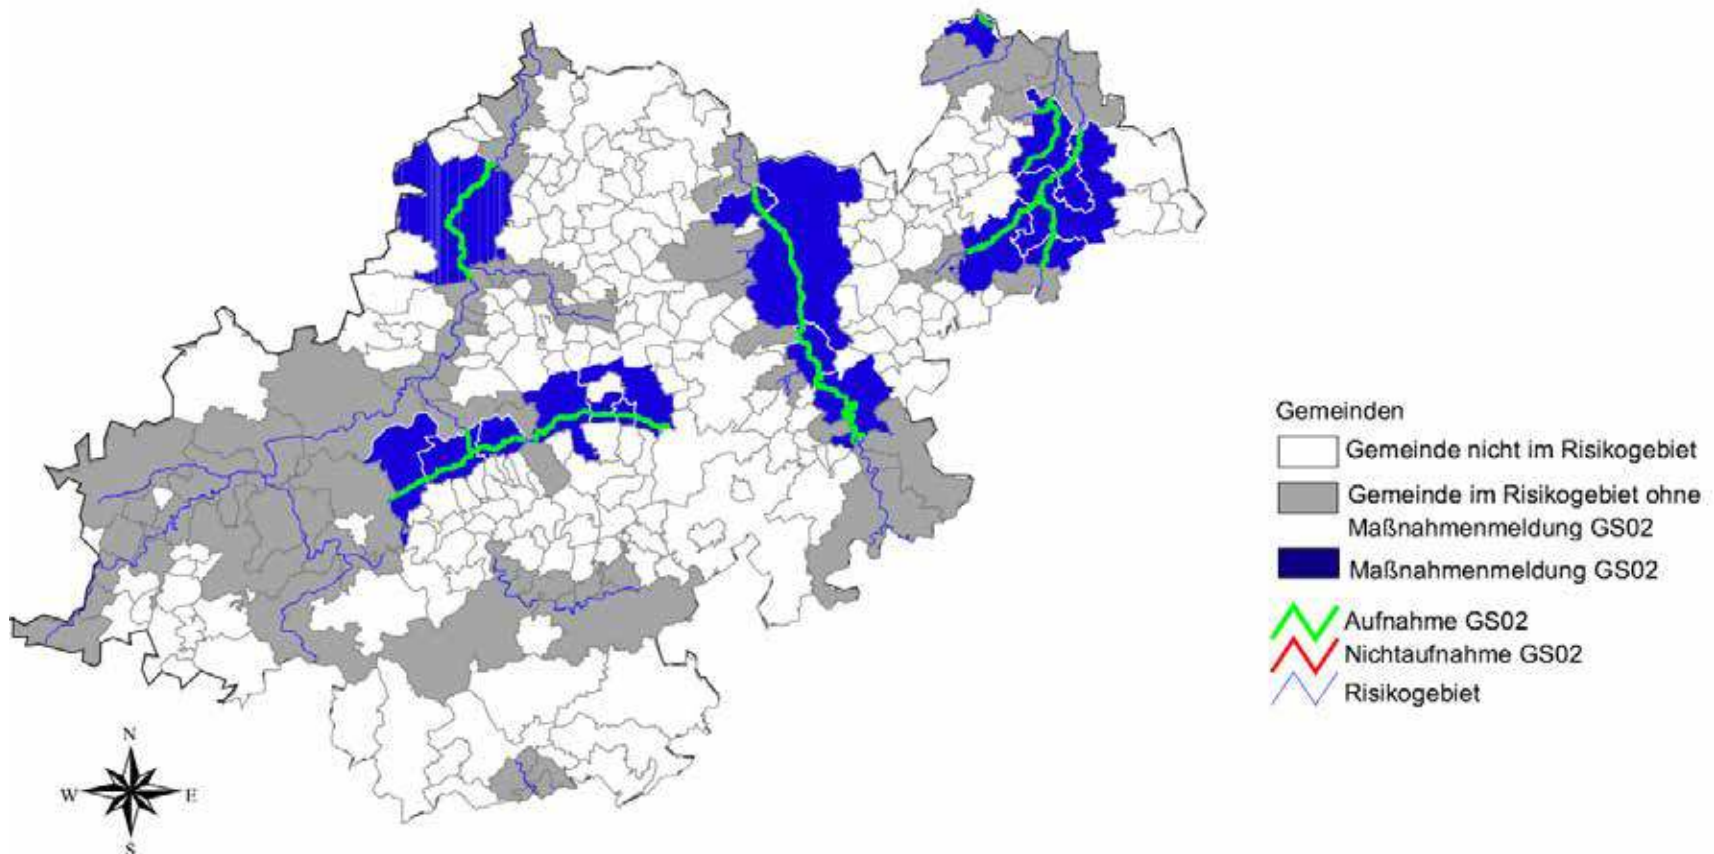 Gemeinden
Gemeinde nicht im Risikogebiet
Gemeinde im Risikogebiet ohne
Maßnahmenmeldung GS02
Maßnahmenmeldung GS02
Aufnahme GS02
Nichtaufnahme GS02
Risikogebiet
N
W E
S